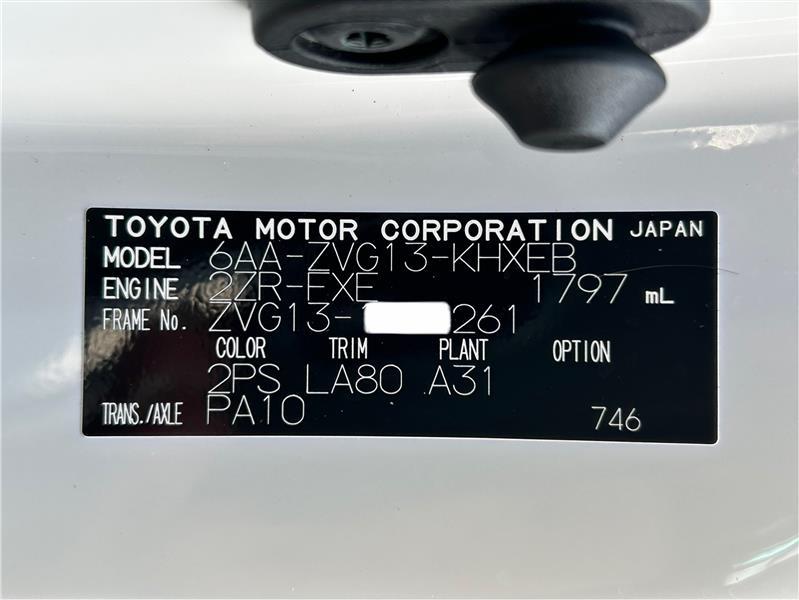 TOYOTA MOTOR CORPORATION JAPAN
MODEL 6AA-ZVG13-KHXEB
ENGINE 2ZR-EXE 1797 mL
FRAME No. ZVG13- 261
COLOR TRIM PLANT OPTION
2PS LA80 A31
TRANS./AXLE PA10 746